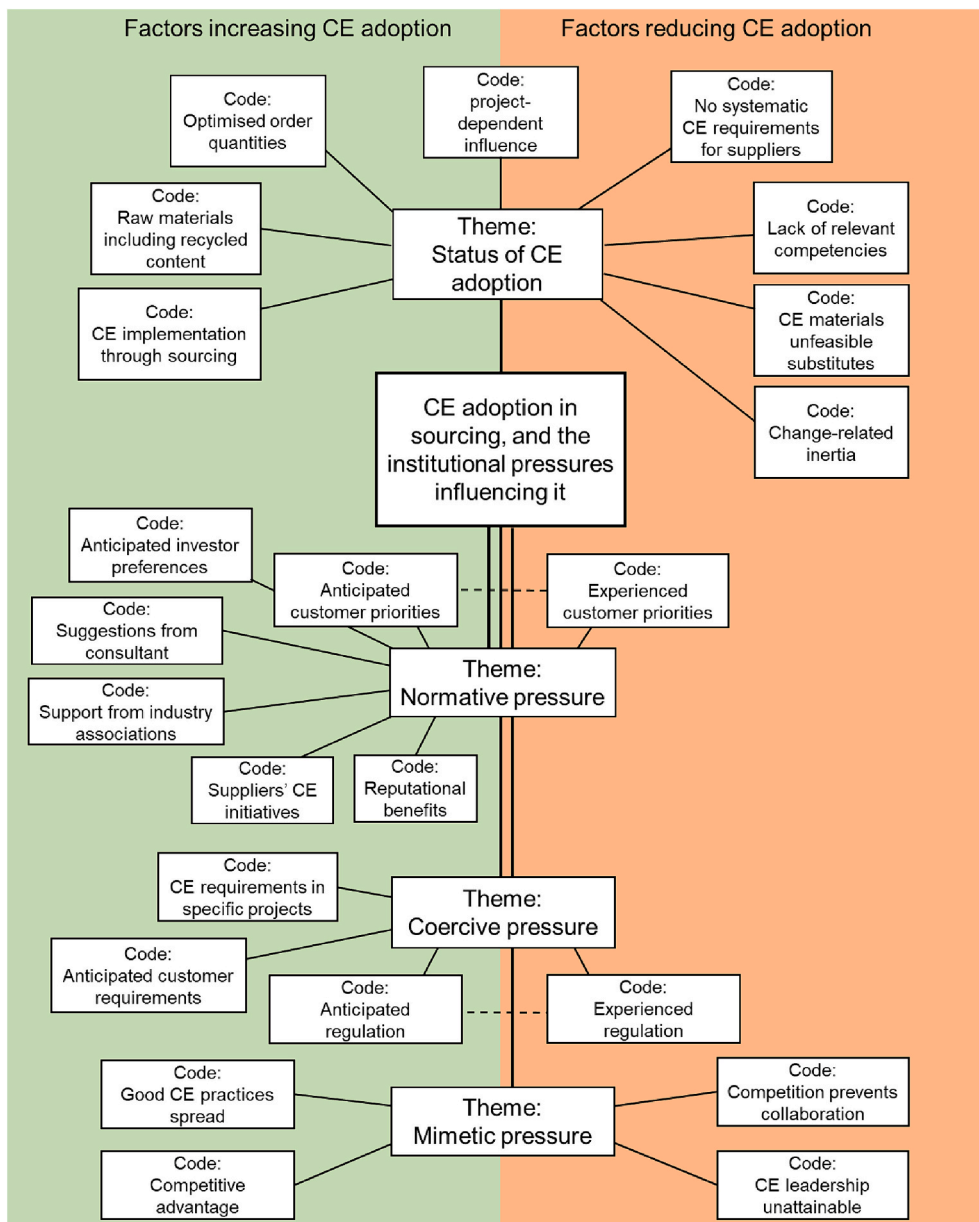 Factors increasing CE adoption
Factors reducing CE adoption
Code:
Optimised order
quantities
Code:
project-
dependent
influence
Code:
No systematic
CE requirements
for suppliers
Code:
Raw materials
including recycled
content
Theme:
Status of CE
adoption
Code:
Lack of relevant
competencies
Code:
CE implementation
through sourcing
Code:
CE materials
unfeasible
substitutes
CE adoption in
sourcing, and the
institutional pressures
influencing it
Code:
Change-related
inertia
Code:
Anticipated investor
preferences
Code:
Anticipated
customer priorities
Code:
Experienced
customer priorities
Code:
Suggestions from
consultant
Theme:
Normative pressure
Code:
Support from industry
associations
Code:
Suppliers’ CE
initiatives
Code:
Reputational
benefits
Code:
CE requirements in
specific projects
Theme:
Coercive pressure
Code:
Anticipated customer
requirements
Code:
Anticipated
regulation
Code:
Experienced
regulation
Code:
Good CE practices
spread
Theme:
Mimetic pressure
Code:
Competition prevents
collaboration
Code:
Competitive
advantage
Code:
CE leadership
unattainable